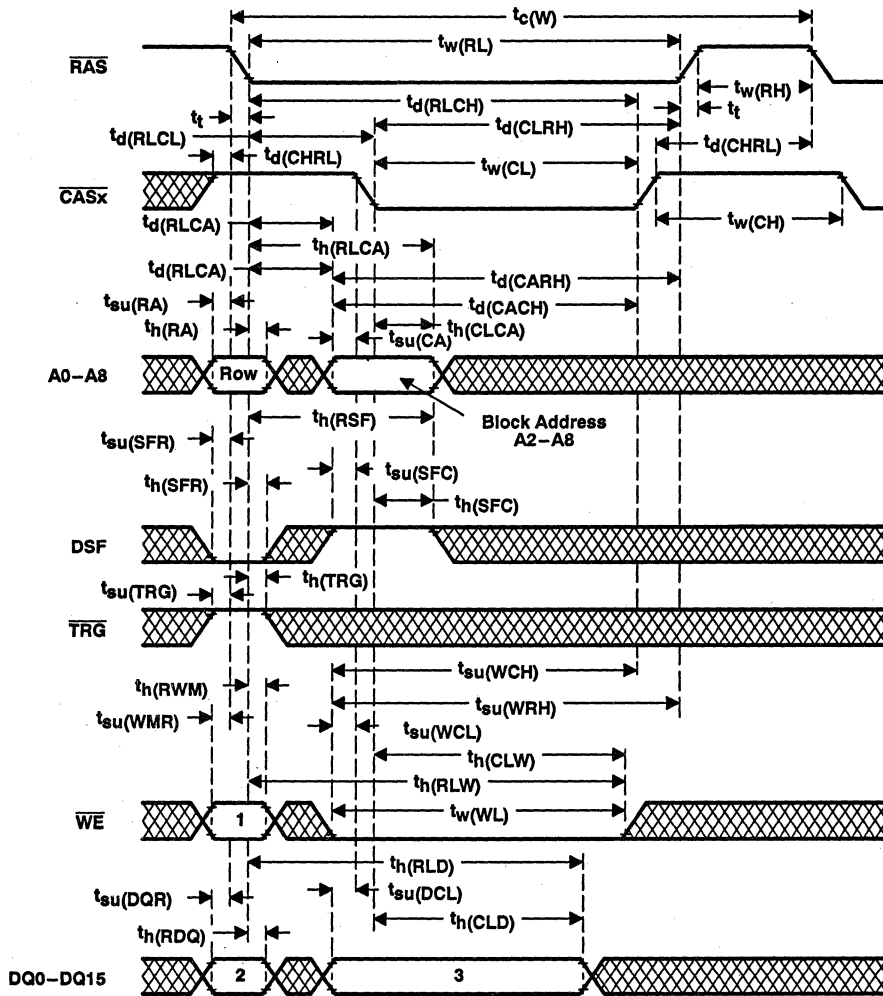 tc(W)
tw(RL)
RAS
tw(RH)
td(RLCH)
tt
tt
td(CLRH)
td(RLCL)
td(CHRL)
td(CHRL)
tw(CL)
CASx
tw(CH)
td(RLCA)
th(RLCA)
td(RLCA)
td(CARH)
tsu(RA)
td(CACH)
th(RA)
th(CLCA)
tsu(CA)
A0–A8
Row
th(RSF)
Block Address
A2–A8
tsu(SFR)
tsu(SFC)
th(SFR)
th(SFC)
DSF
th(TRG)
tsu(TRG)
TRG
tsu(WCH)
th(RWM)
tsu(WRH)
tsu(WMR)
tsu(WCL)
th(CLW)
th(RLW)
WE
1
tw(WL)
th(RLD)
tsu(DQR)
tsu(DCL)
th(CLD)
th(RDQ)
DQ0–DQ15
2
3